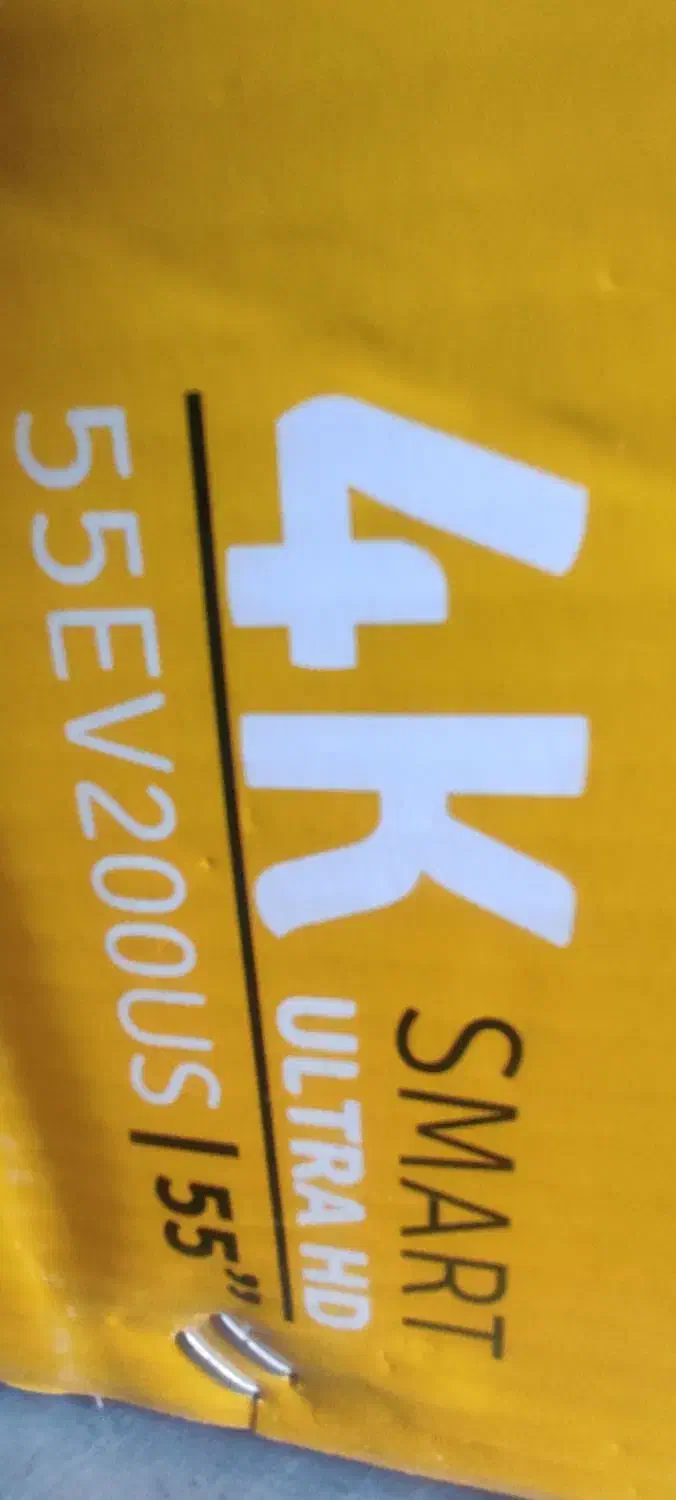 4K SMART
ULTRA HD
55EV200US | 55”